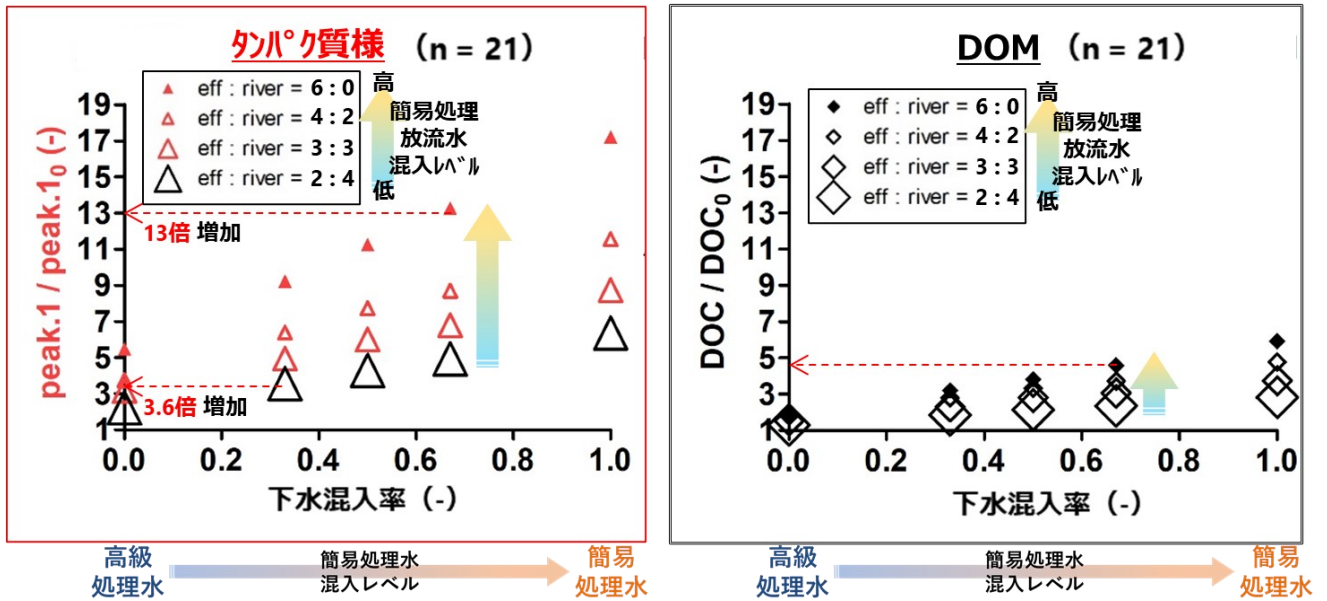 タンパク質様 （n = 21）
eff : river = 6 : 0
eff : river = 4 : 2
eff : river = 3 : 3
eff : river = 2 : 4
高
簡易処理
放流水
混入レベル
低
peak.1 / peak.1₀ (-)
19
17
15
13
11
9
7
5
3
1
13倍 増加
3.6倍 増加
0.0
0.2
0.4
0.6
0.8
1.0
下水混入率（-）
高級
処理水
簡易処理水
混入レベル
簡易
処理水
DOM （n = 21）
eff : river = 6 : 0
eff : river = 4 : 2
eff : river = 3 : 3
eff : river = 2 : 4
高
簡易処理
放流水
混入レベル
低
DOC / DOC₀ (-)
19
17
15
13
11
9
7
5
3
1
0.0
0.2
0.4
0.6
0.8
1.0
下水混入率（-）
高級
処理水
簡易処理水
混入レベル
簡易
処理水